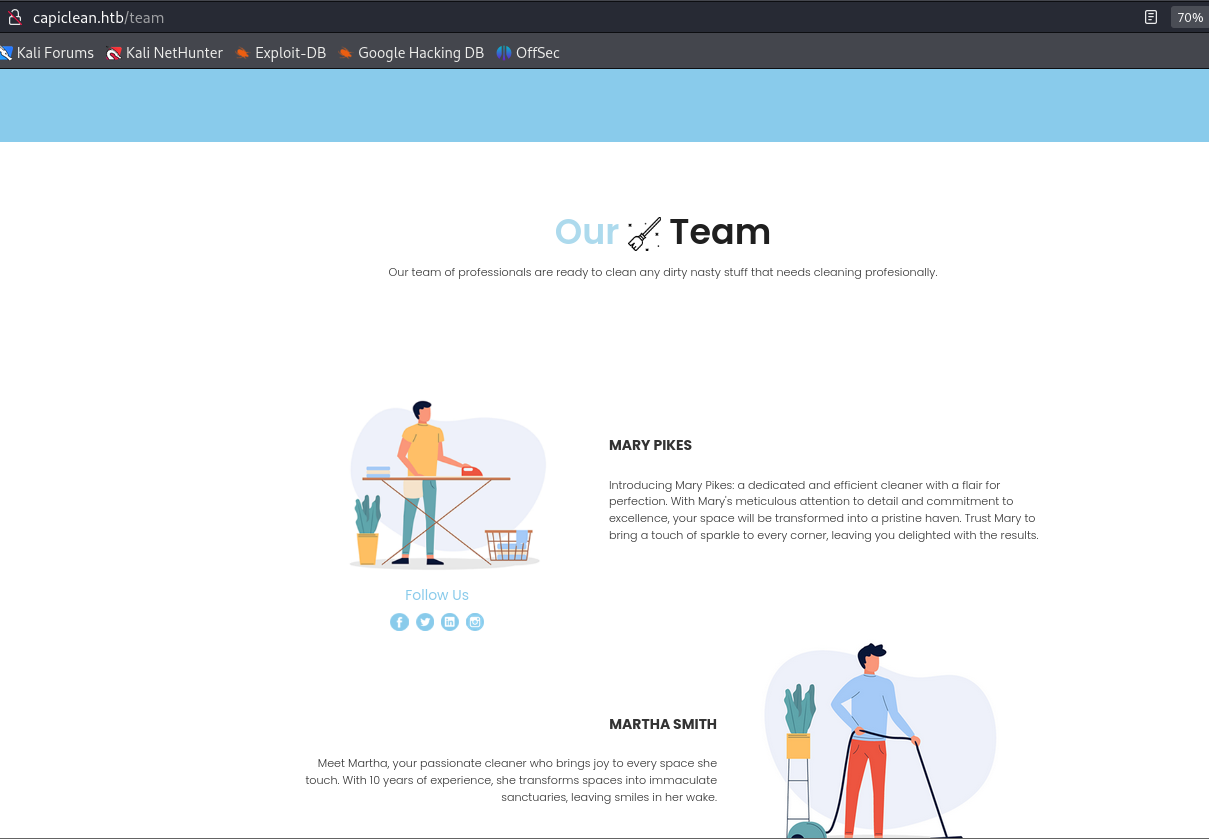 capiclean.htb/team
70%
Kali Forums Kali NetHunter Exploit-DB Google Hacking DB OffSec
Our Team
Our team of professionals are ready to clean any dirty nasty stuff that needs cleaning profesionally.
MARY PIKES
Introducing Mary Pikes: a dedicated and efficient cleaner with a flair for
perfection. With Mary's meticulous attention to detail and commitment to
excellence, your space will be transformed into a pristine haven. Trust Mary to
bring a touch of sparkle to every corner, leaving you delighted with the results.
Follow Us
MARTHA SMITH
Meet Martha, your passionate cleaner who brings joy to every space she
touch. With 10 years of experience, she transforms spaces into immaculate
sanctuaries, leaving smiles in her wake.